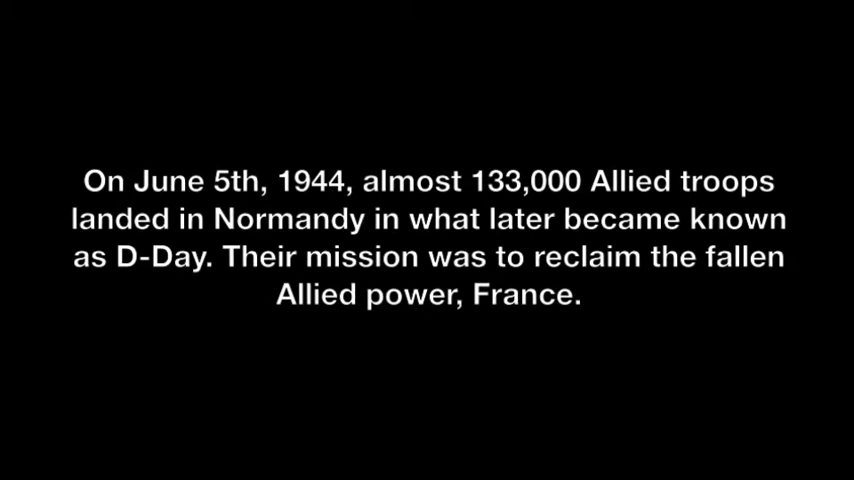 On June 5th, 1944, almost 133,000 Allied troops
landed in Normandy in what later became known
as D-Day. Their mission was to reclaim the fallen
Allied power, France.